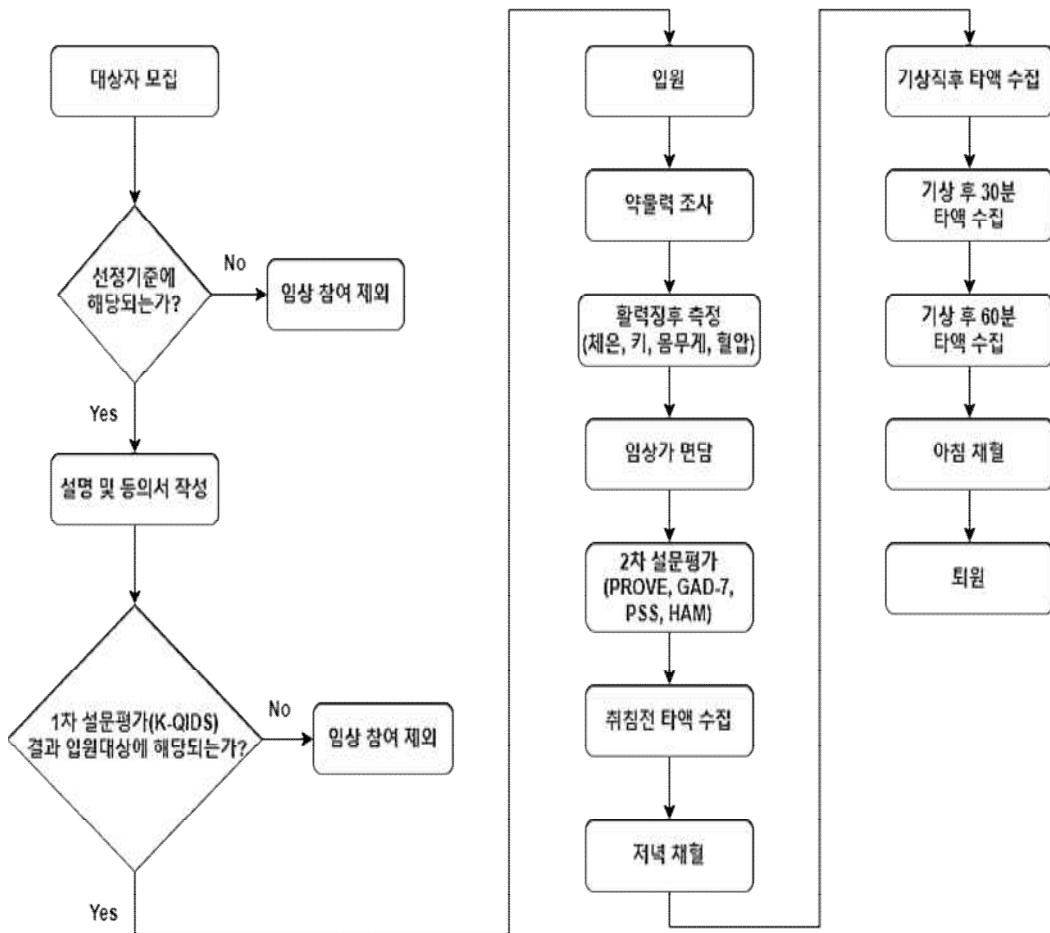 대상자 모집
선정기준에
해당되는가?
No
임상 참여 제외
Yes
설명 및 동의서 작성
1차 설문평가(K-QIDS)
결과 입원대상에 해당되는가?
No
임상 참여 제외
Yes
입원
약물력 조사
활력징후 측정
(체온, 키, 몸무게, 혈압)
임상가 면담
2차 설문평가
(PROVE, GAD-7,
PSS, HAM)
취침전 타액 수집
저녁 채혈
기상직후 타액 수집
기상 후 30분
타액 수집
기상 후 60분
타액 수집
아침 채혈
퇴원